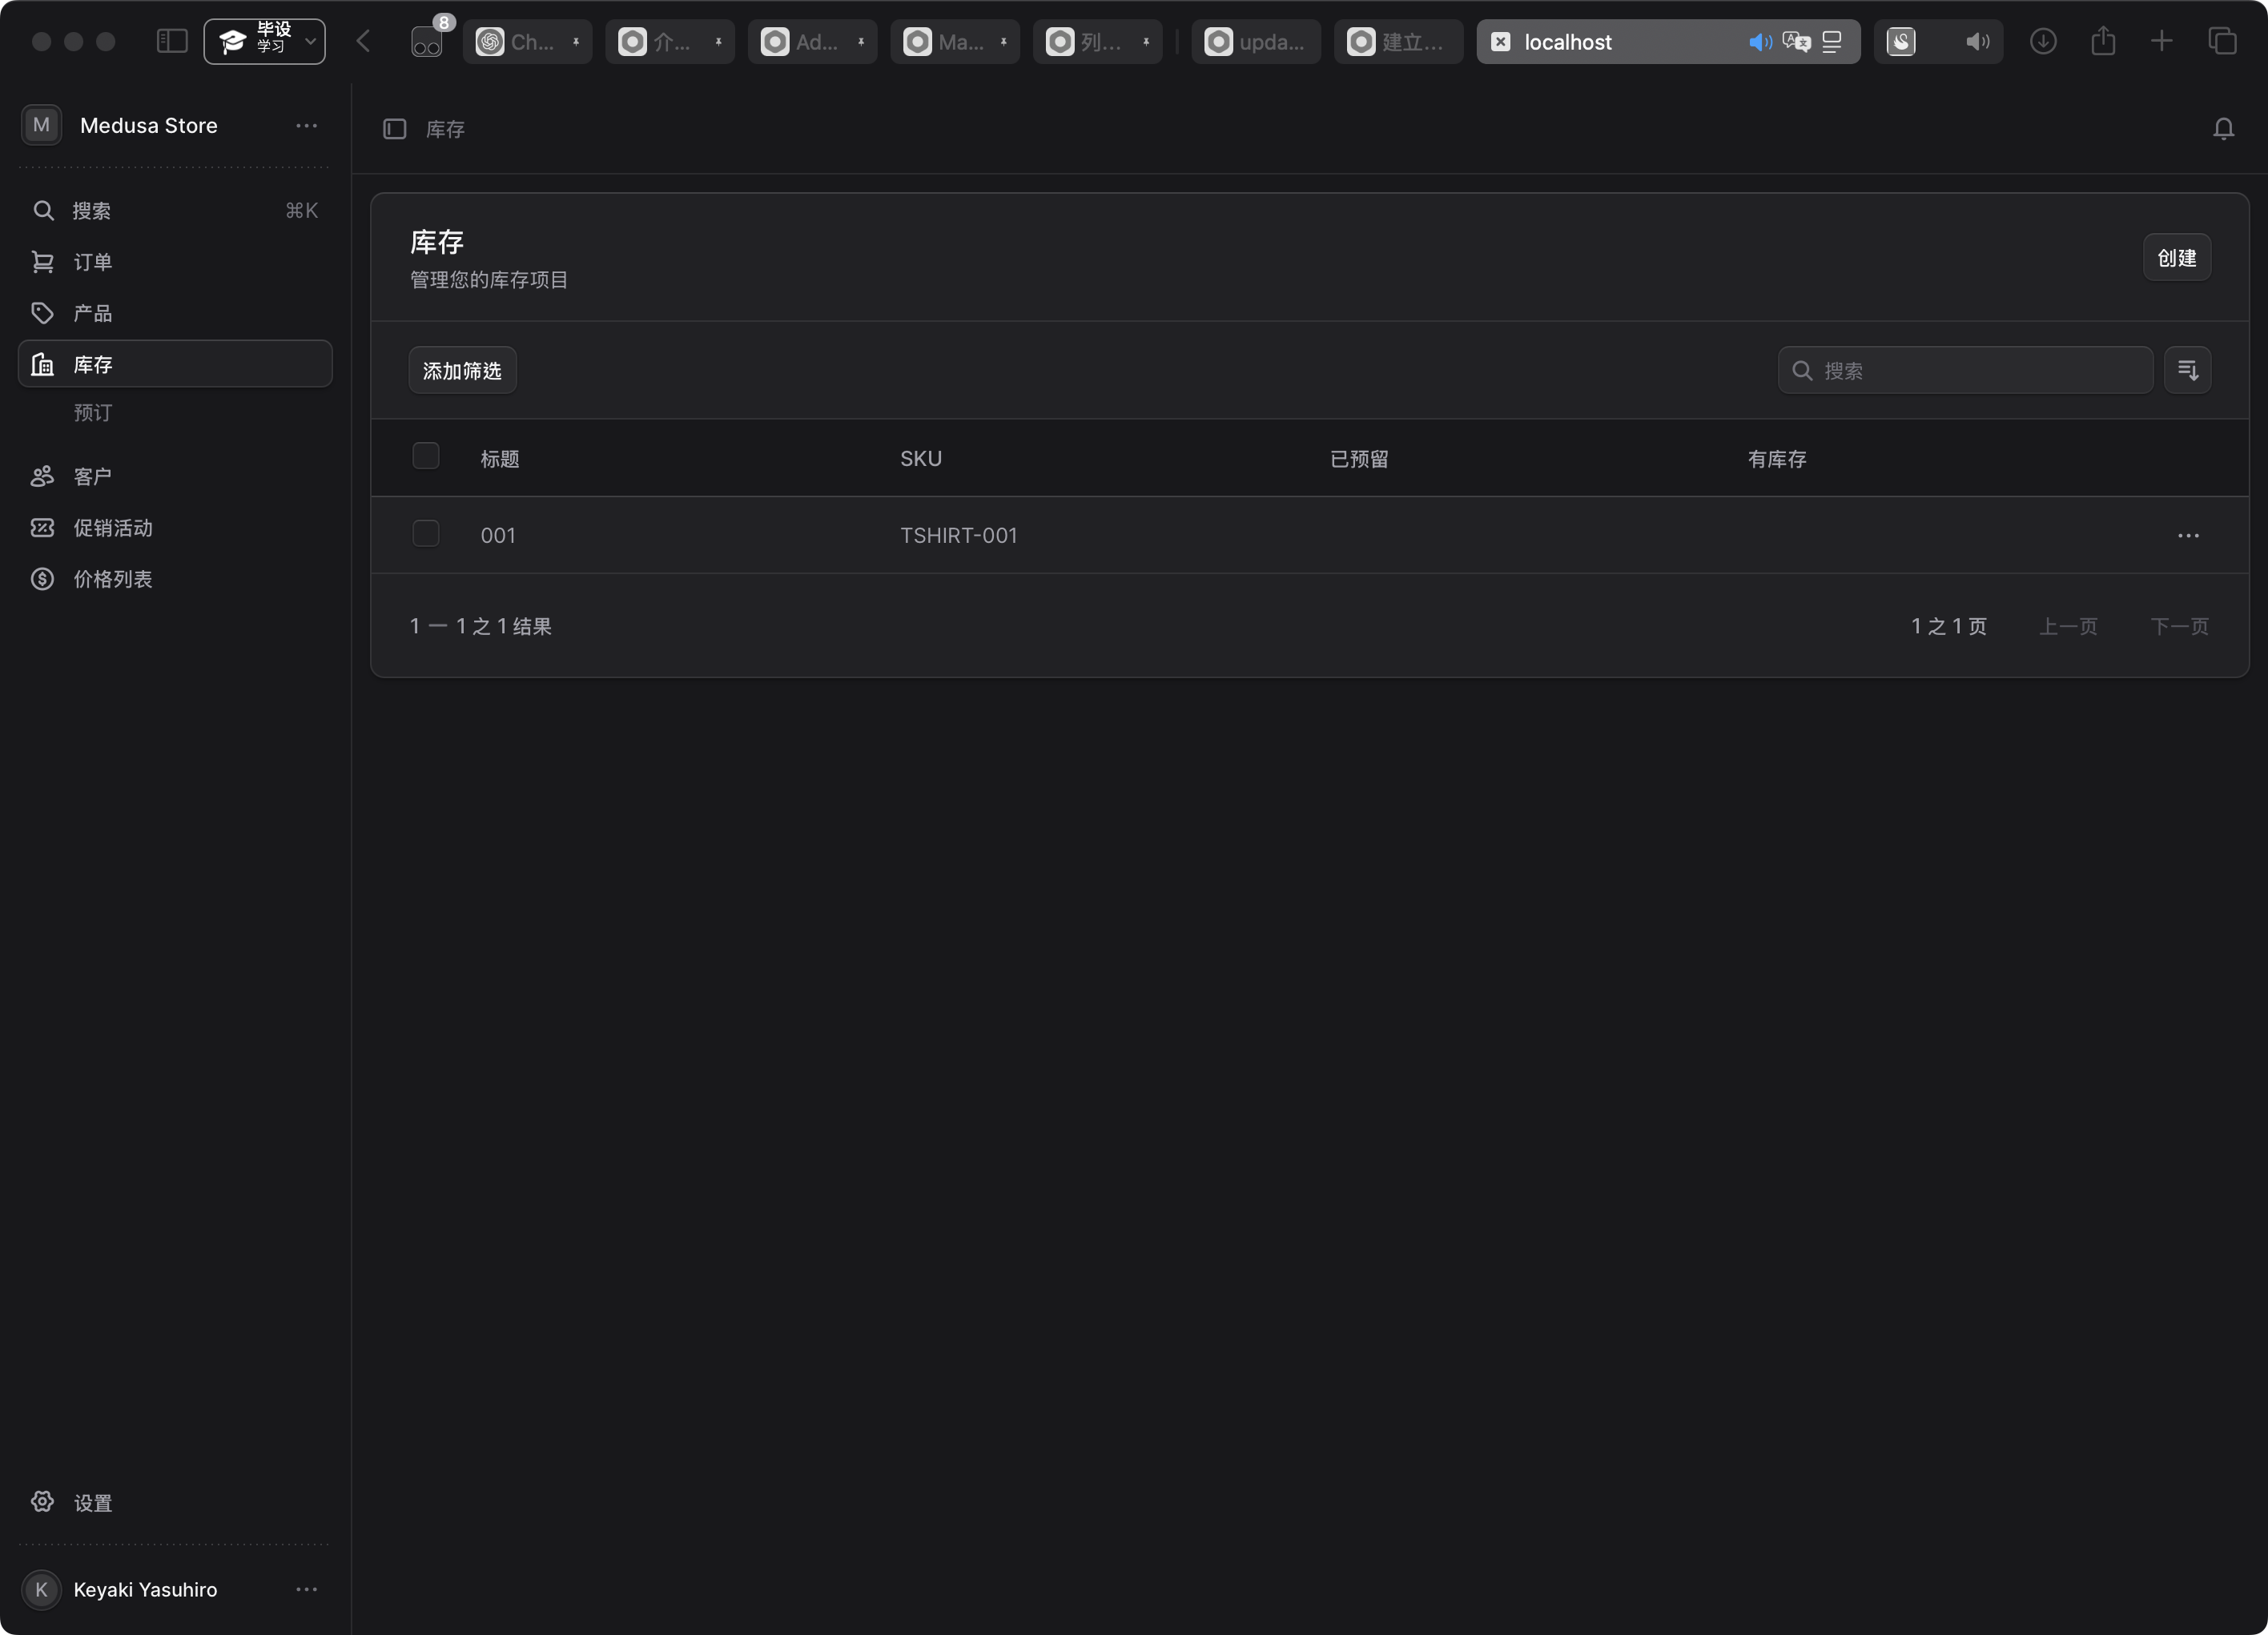 毕设
学习
8
Ch...
介...
Ad...
Ma...
列...
upda...
建立...
localhost
M
Medusa Store
搜索
⌘K
订单
产品
库存
预订
客户
促销活动
价格列表
设置
K
Keyaki Yasuhiro
库存
库存
管理您的库存项目
创建
添加筛选
搜索
标题 SKU 已预留 有库存
001 TSHIRT-001
1 — 1 之 1 结果
1 之 1 页 上一页 下一页